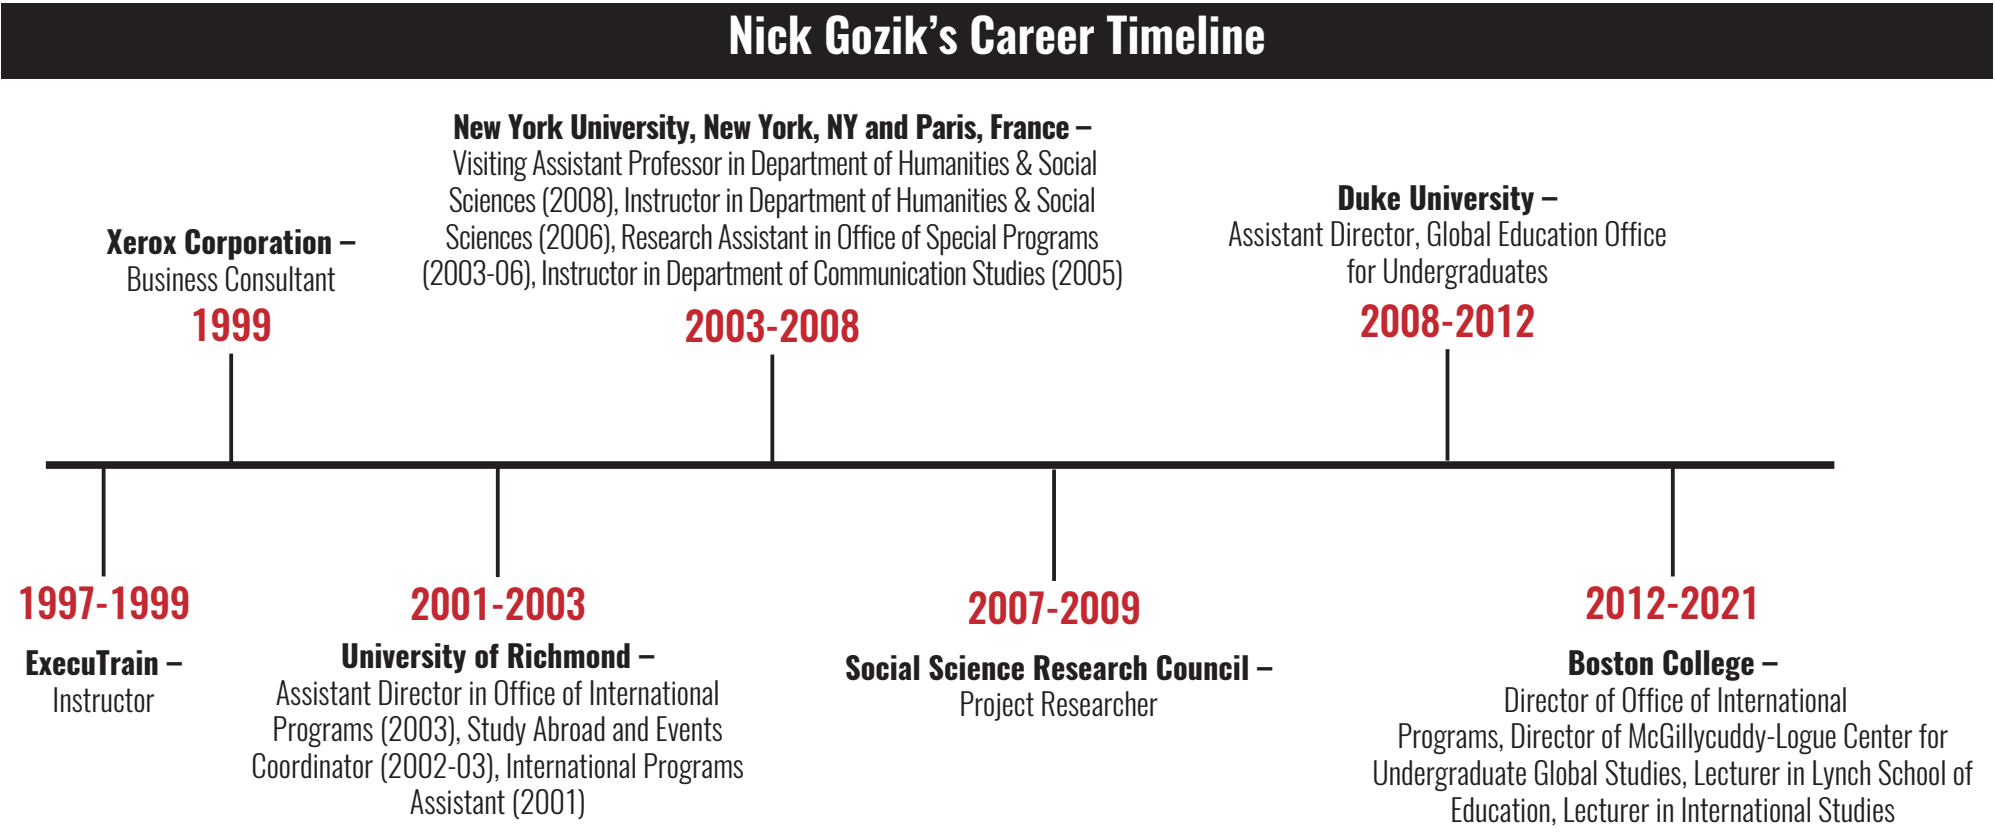 Nick Gozik’s Career Timeline
New York University, New York, NY and Paris, France –
Visiting Assistant Professor in Department of Humanities & Social
Sciences (2008), Instructor in Department of Humanities & Social
Sciences (2006), Research Assistant in Office of Special Programs
(2003-06), Instructor in Department of Communication Studies (2005)
2003-2008
Duke University –
Assistant Director, Global Education Office
for Undergraduates
2008-2012
Xerox Corporation –
Business Consultant
1999
1997-1999
ExecuTrain –
Instructor
2001-2003
University of Richmond –
Assistant Director in Office of International
Programs (2003), Study Abroad and Events
Coordinator (2002-03), International Programs
Assistant (2001)
2007-2009
Social Science Research Council –
Project Researcher
2012-2021
Boston College –
Director of Office of International
Programs, Director of McGillycuddy-Logue Center for
Undergraduate Global Studies, Lecturer in Lynch School of
Education, Lecturer in International Studies